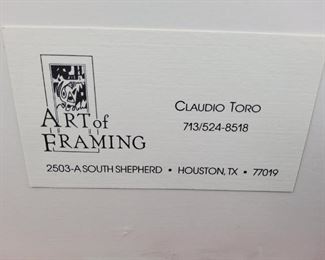 ART of
FRAMING
CLAUDIO TORO
713/524-8518
2503-A SOUTH SHEPHERD • HOUSTON, TX • 77019